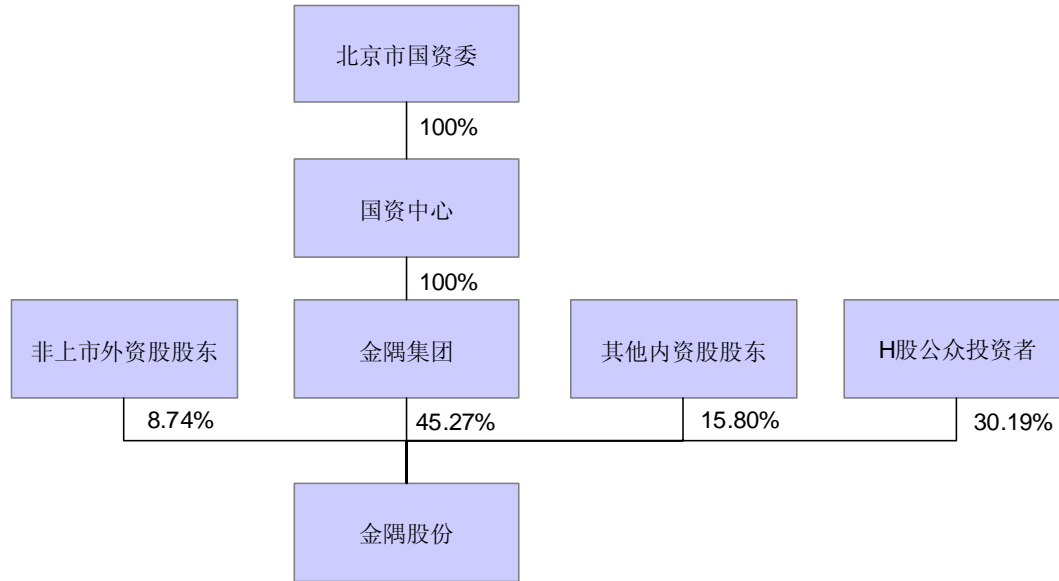 北京市国资委
100%
国资中心
100%
非上市外资股股东
金隅集团
其他内资股股东
H股公众投资者
8.74%
45.27%
15.80%
30.19%
金隅股份